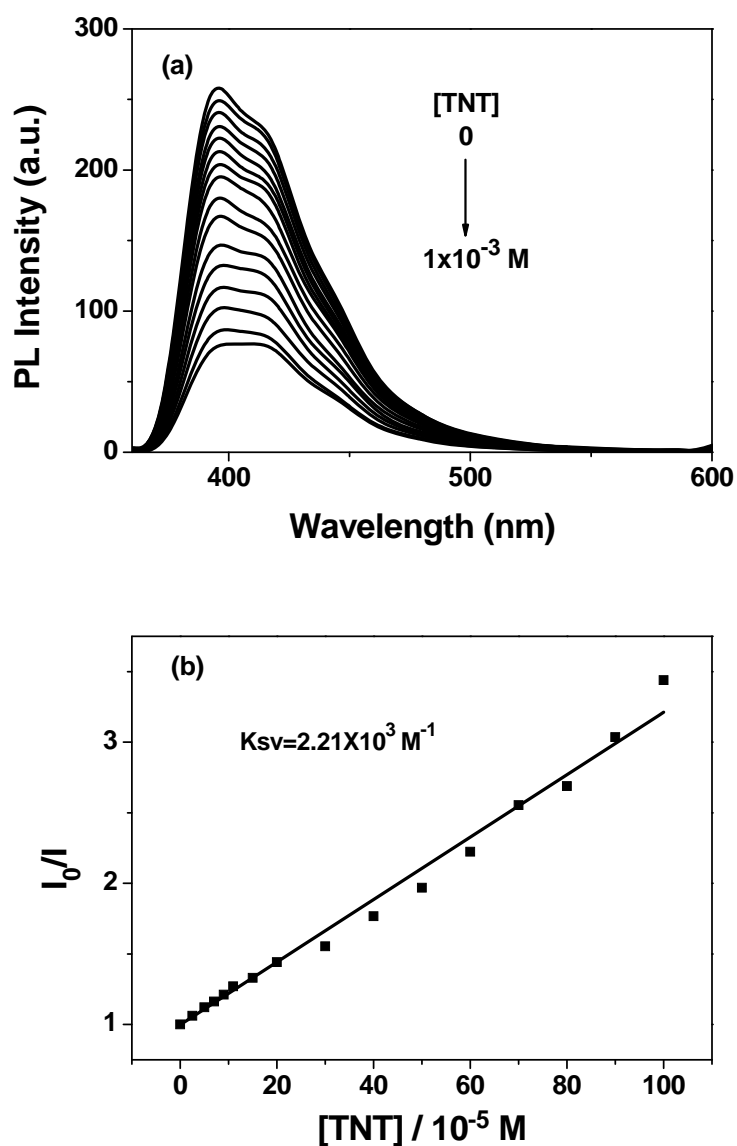 300
200
100
0
(a)
[TNT]
0
1x10⁻³ M
PL Intensity (a.u.)
400
500
600
Wavelength (nm)
(b)
Ksv=2.21X10³ M⁻¹
3
2
1
I₀/I
0
20
40
60
80
100
[TNT] / 10⁻⁵ M